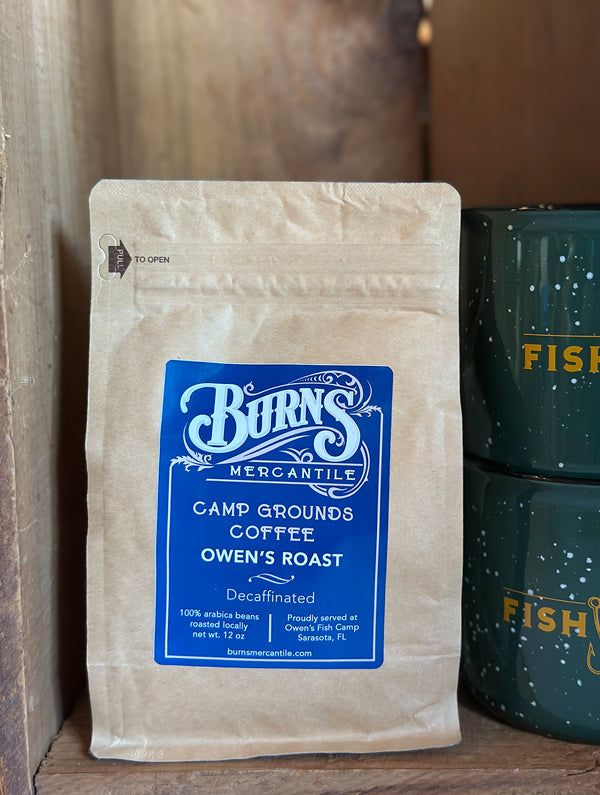 PULL
TO OPEN
BURNS
MERCANTILE
CAMP GROUNDS
COFFEE
OWEN'S ROAST
Decaffinated
100% arabica beans
roasted locally
net wt. 12 oz
Proudly served at
Owen's Fish Camp
Sarasota, FL
burnsmercantile.com
FISH
FISH